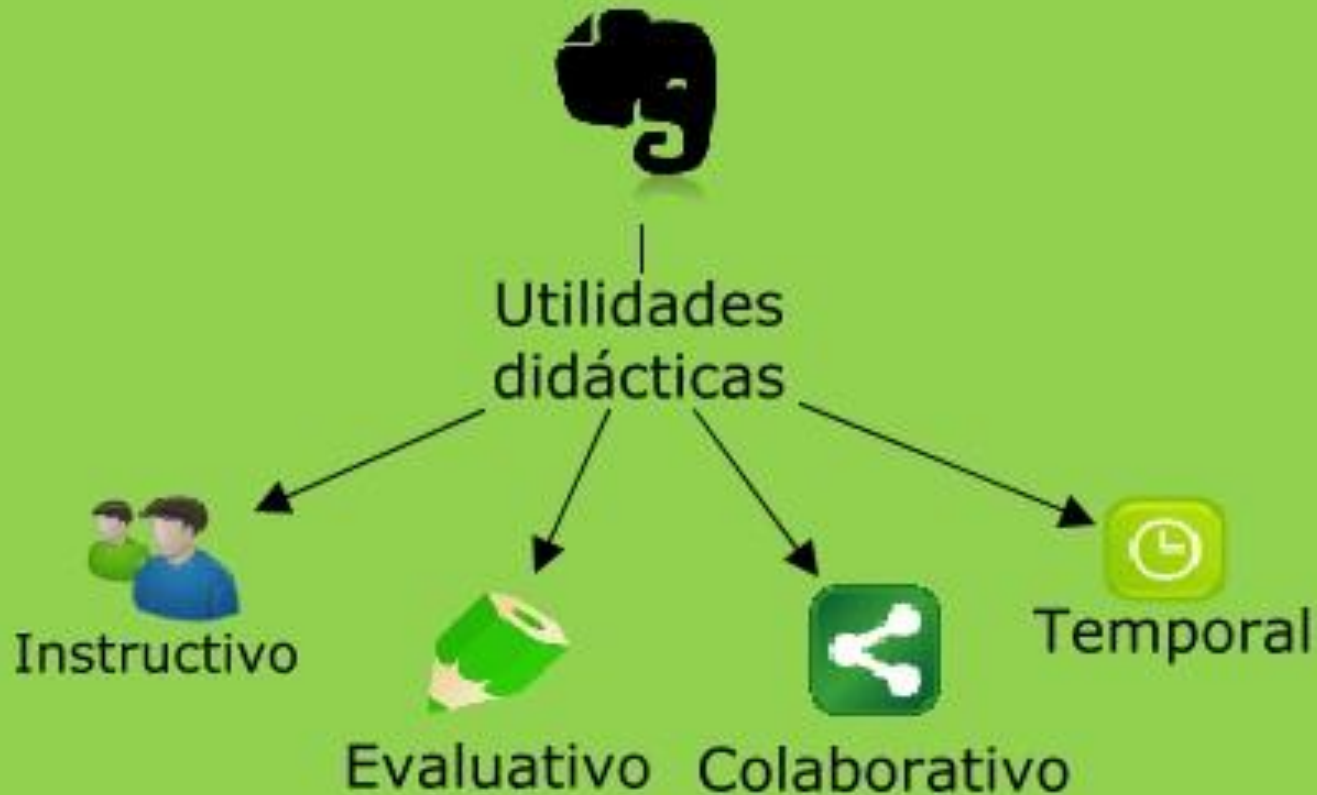 Utilidades
didácticas
Instructivo
Evaluativo
Colaborativo
Temporal